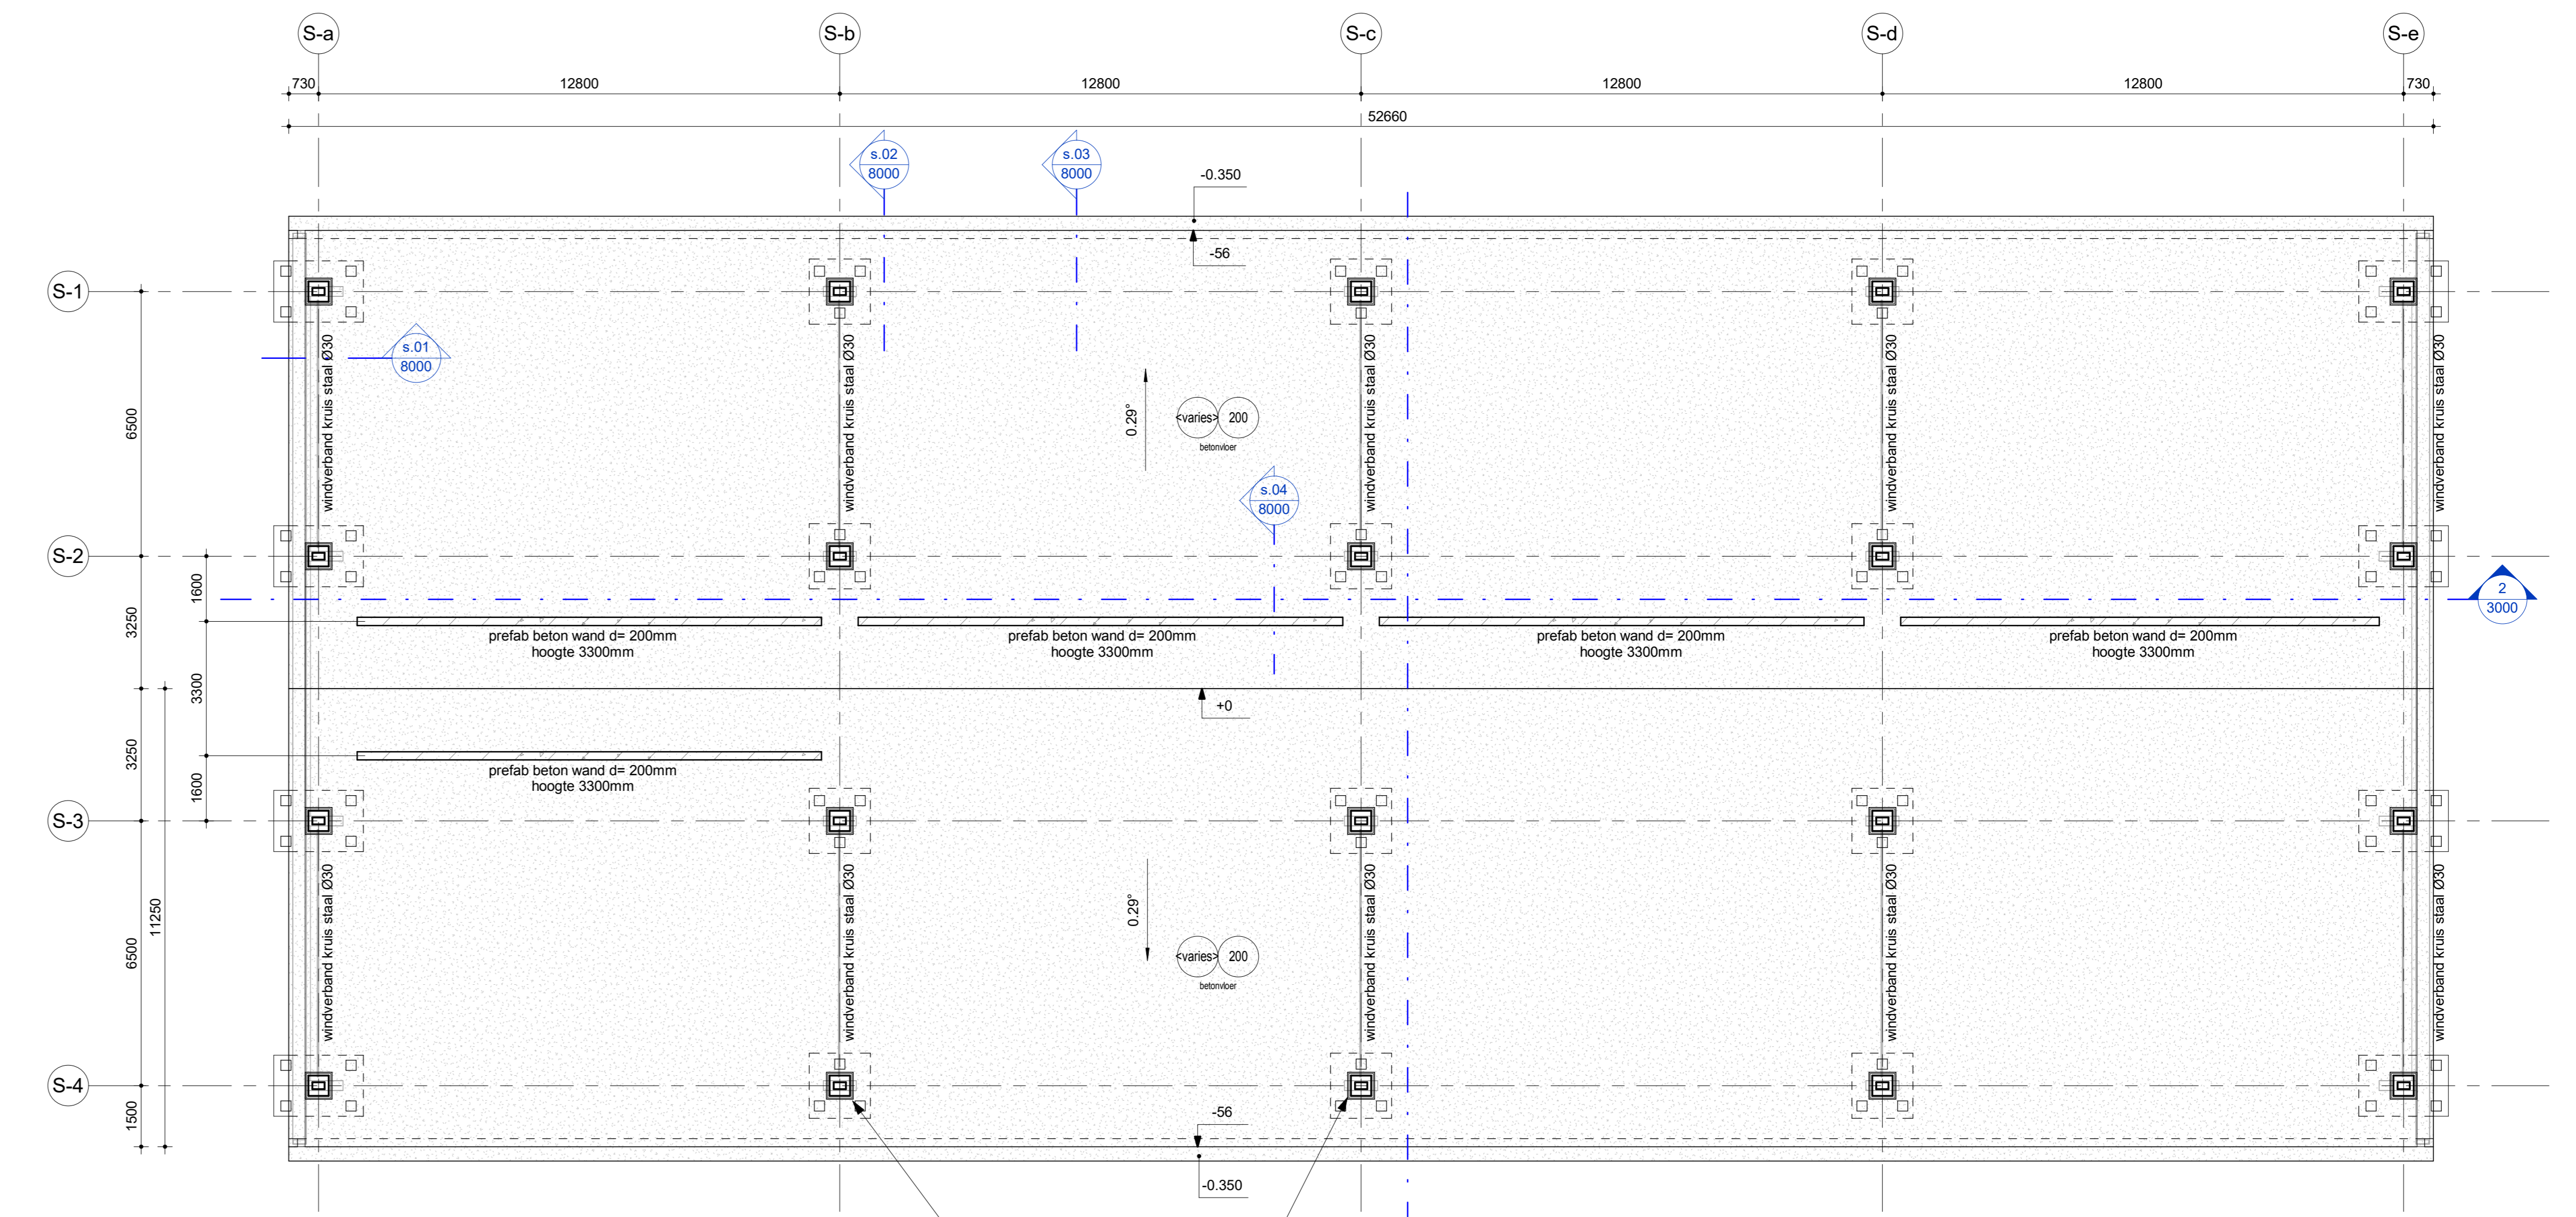 S-a
S-b
S-c
S-d
S-e
730
12800
12800
12800
12800
730
52660
s.02
8000
s.03
8000
-0.350
-56
S-1
s.01
8000
windverband kruis staal Ø30
windverband kruis staal Ø30
windverband kruis staal Ø30
windverband kruis staal Ø30
windverband kruis staal Ø30
6500
0.29°
<varies>
200
betonvloer
s.04
8000
S-2
1600
3250
2
3000
prefab beton wand d= 200mm
hoogte 3300mm
prefab beton wand d= 200mm
hoogte 3300mm
prefab beton wand d= 200mm
hoogte 3300mm
prefab beton wand d= 200mm
hoogte 3300mm
3300
+0
3250
1600
prefab beton wand d= 200mm
hoogte 3300mm
S-3
windverband kruis staal Ø30
windverband kruis staal Ø30
windverband kruis staal Ø30
windverband kruis staal Ø30
windverband kruis staal Ø30
6500
11250
0.29°
<varies>
200
betonvloer
S-4
1500
-56
-0.350